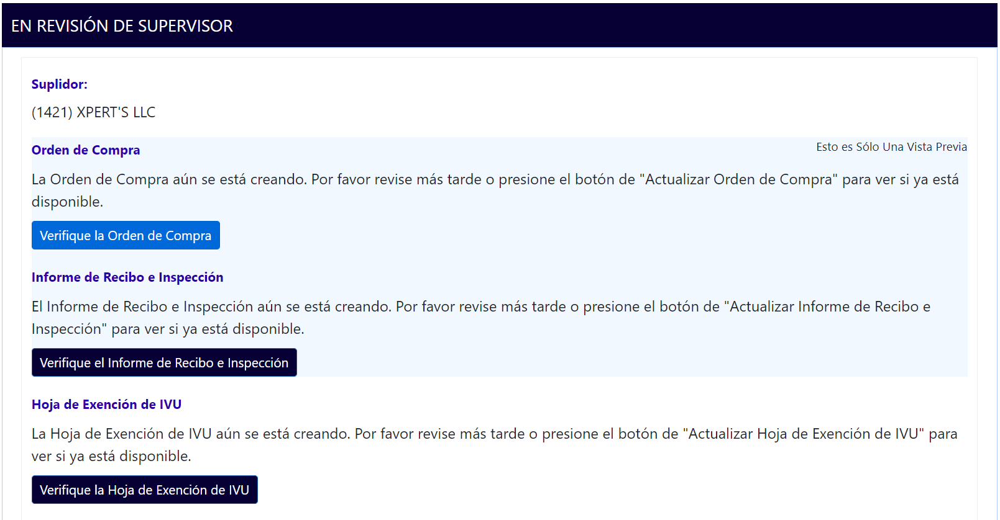 EN REVISIÓN DE SUPERVISOR
Suplidor:
(1421) XPERT'S LLC
Orden de Compra
Esto es Sólo Una Vista Previa
La Orden de Compra aún se está creando. Por favor revise más tarde o presione el botón de "Actualizar Orden de Compra" para ver si ya está
disponible.
Verifique la Orden de Compra
Informe de Recibo e Inspección
El Informe de Recibo e Inspección aún se está creando. Por favor revise más tarde o presione el botón de "Actualizar Informe de Recibo e
Inspección" para ver si ya está disponible.
Verifique el Informe de Recibo e Inspección
Hoja de Exención de IVU
La Hoja de Exención de IVU aún se está creando. Por favor revise más tarde o presione el botón de "Actualizar Hoja de Exención de IVU" para
ver si ya está disponible.
Verifique la Hoja de Exención de IVU